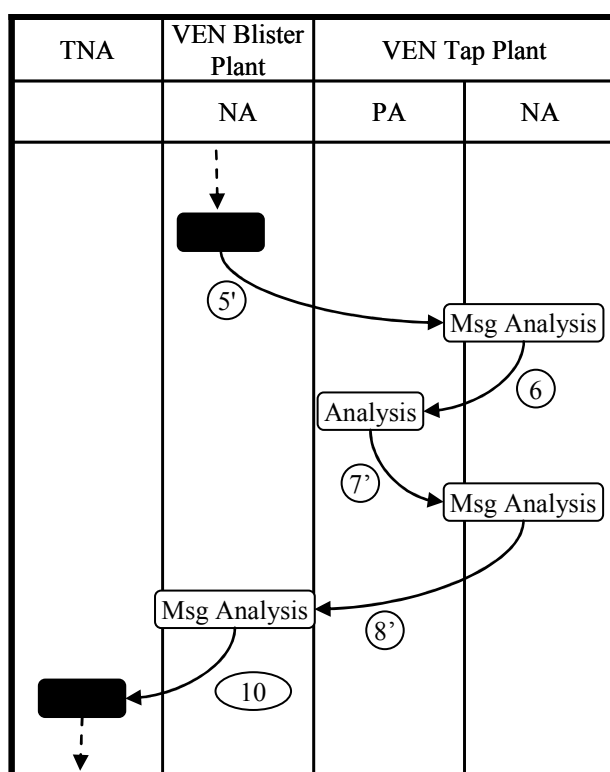 TNA
VEN Blister
Plant
VEN Tap Plant
NA
PA
NA
5'
Msg Analysis
6
Analysis
7’
Msg Analysis
Msg Analysis
8’
10